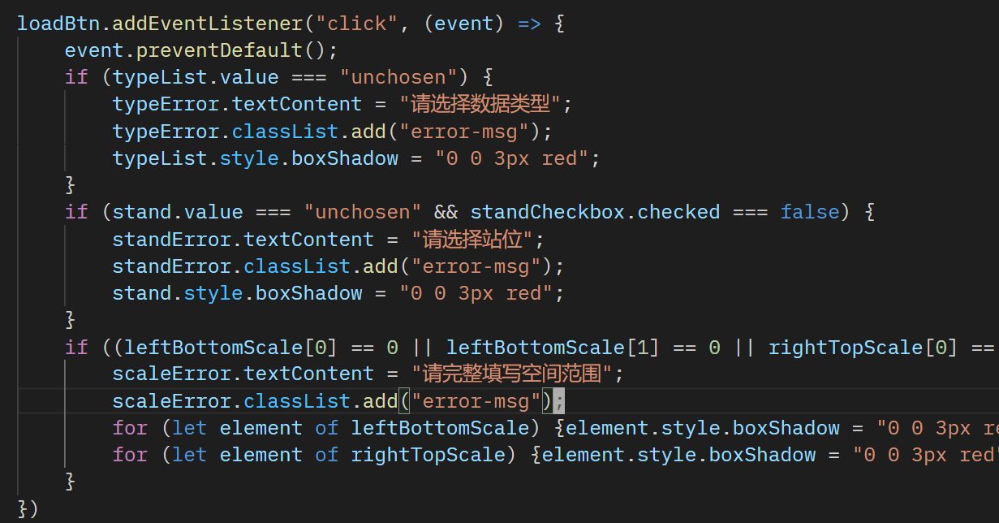 loadBtn.addEventListener("click", (event) => {
event.preventDefault();
if (typeList.value === "unchosen") {
typeError.textContent = "请选择数据类型";
typeError.classList.add("error-msg");
typeList.style.boxShadow = "0 0 3px red";
}
if (stand.value === "unchosen" && standCheckbox.checked === false) {
standError.textContent = "请选择站位";
standError.classList.add("error-msg");
stand.style.boxShadow = "0 0 3px red";
}
if ((leftBottomScale[0] == 0 || leftBottomScale[1] == 0 || rightTopScale[0] ==
scaleError.textContent = "请完整填写空间范围";
scaleError.classList.add("error-msg");
for (let element of leftBottomScale) {element.style.boxShadow = "0 0 3px re
for (let element of rightTopScale) {element.style.boxShadow = "0 0 3px red"
}
})